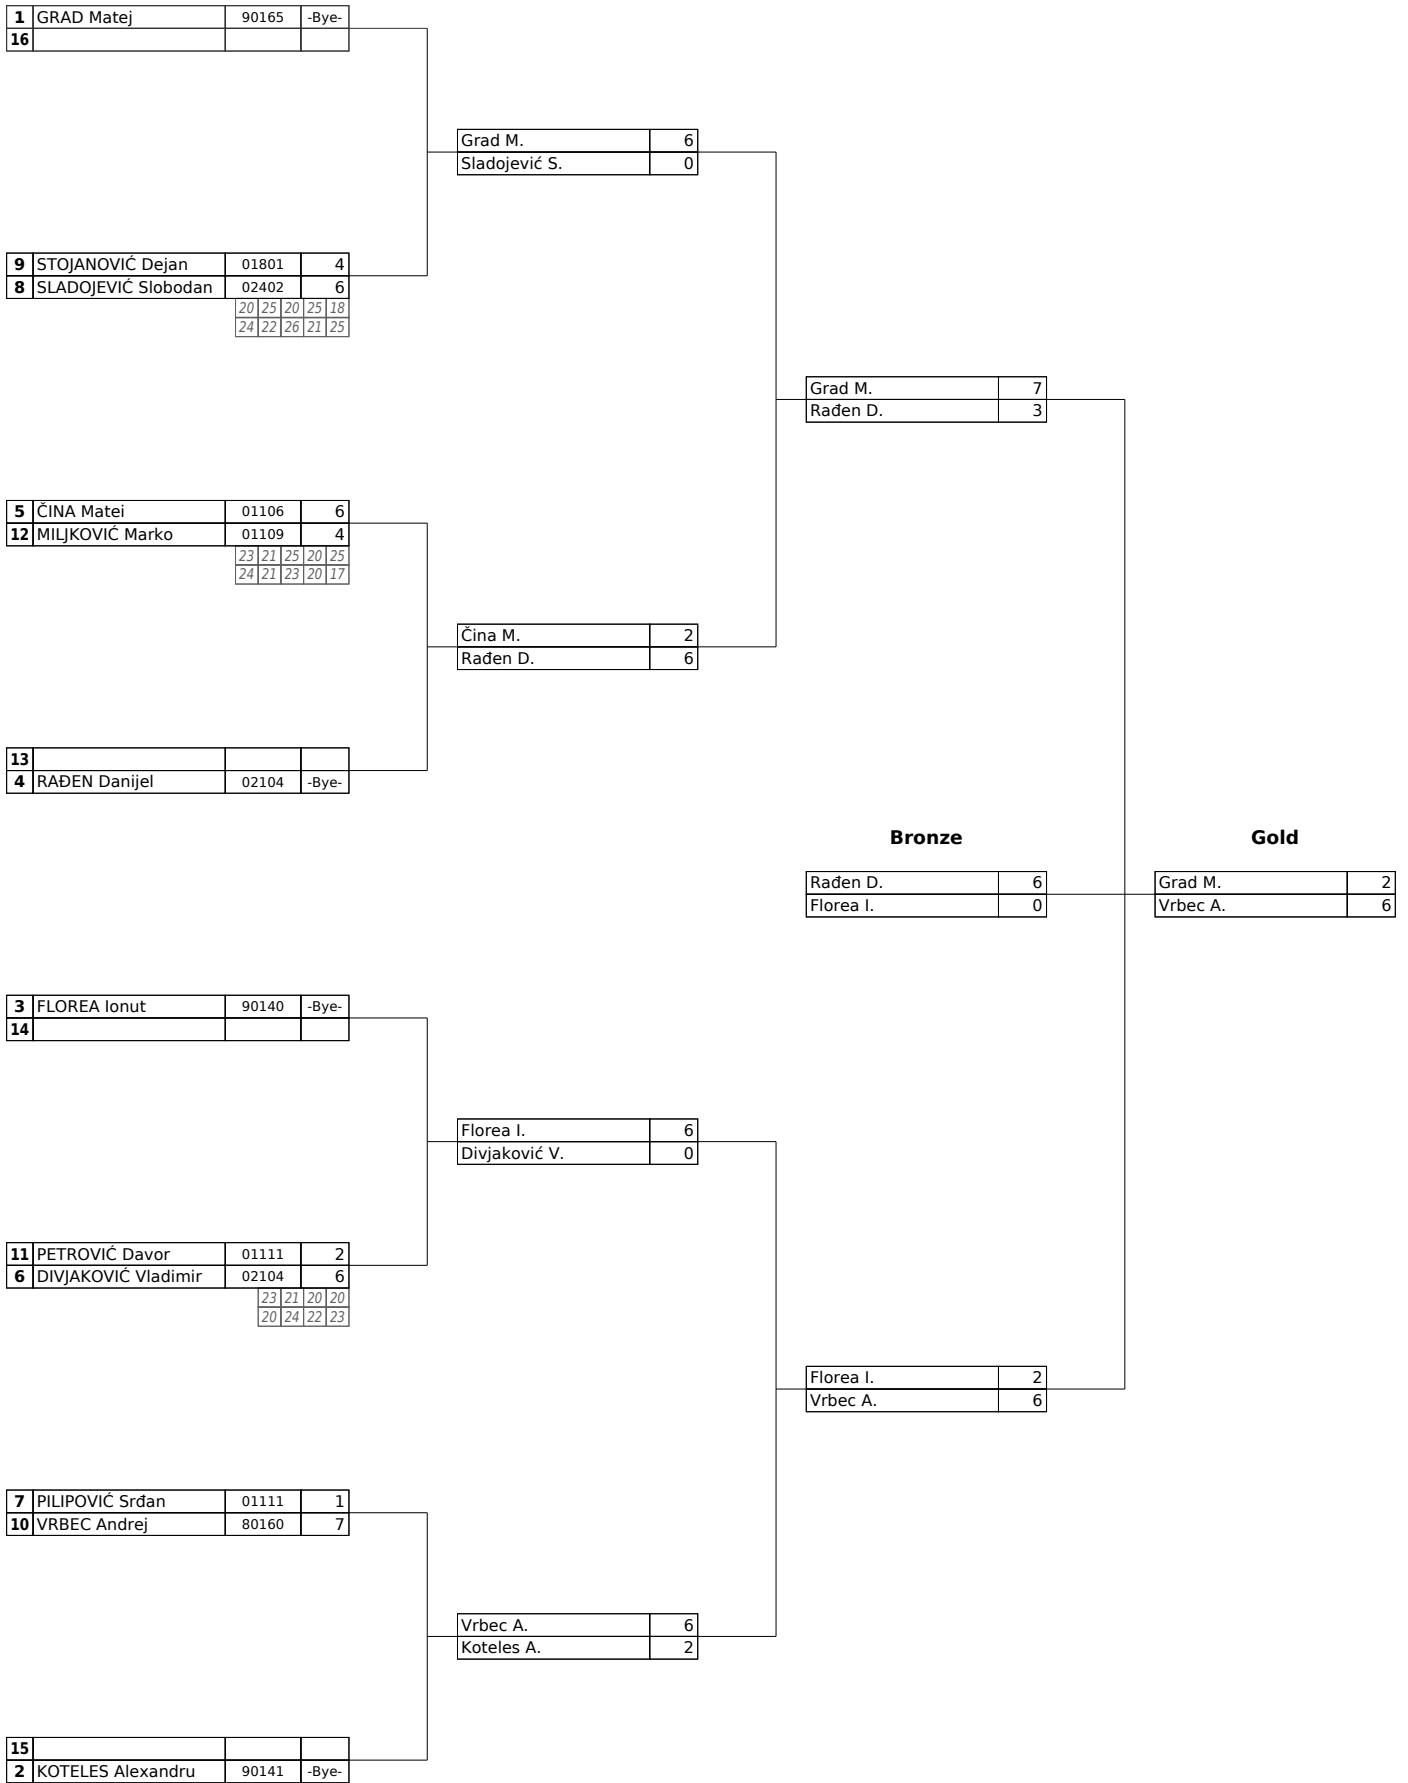 1 GRAD Matej 90165 -Bye-
16
Grad M. 6
Sladojević S. 0
9 STOJANOVIĆ Dejan 01801 4
8 SLADOJEVIĆ Slobodan 02402 6
20 25 20 25 18
24 22 26 21 25
Grad M. 7
Rađen D. 3
5 ČINA Matei 01106 6
12 MILJKOVIĆ Marko 01109 4
23 21 25 20 25
24 21 23 20 17
Čina M. 2
Rađen D. 6
13
4 RAĐEN Danijel 02104 -Bye-
Bronze Gold
Rađen D. 6 Grad M. 2
Florea I. 0 Vrbec A. 6
3 FLOREA Ionut 90140 -Bye-
14
Florea I. 6
Divjaković V. 0
11 PETROVIĆ Davor 01111 2
6 DIVJAKOVIĆ Vladimir 02104 6
23 21 20 20
20 24 22 23
Florea I. 2
Vrbec A. 6
7 PILIPOVIĆ Srđan 01111 1
10 VRBEC Andrej 80160 7
Vrbec A. 6
Koteles A. 2
15
2 KOTELES Alexandru 90141 -Bye-